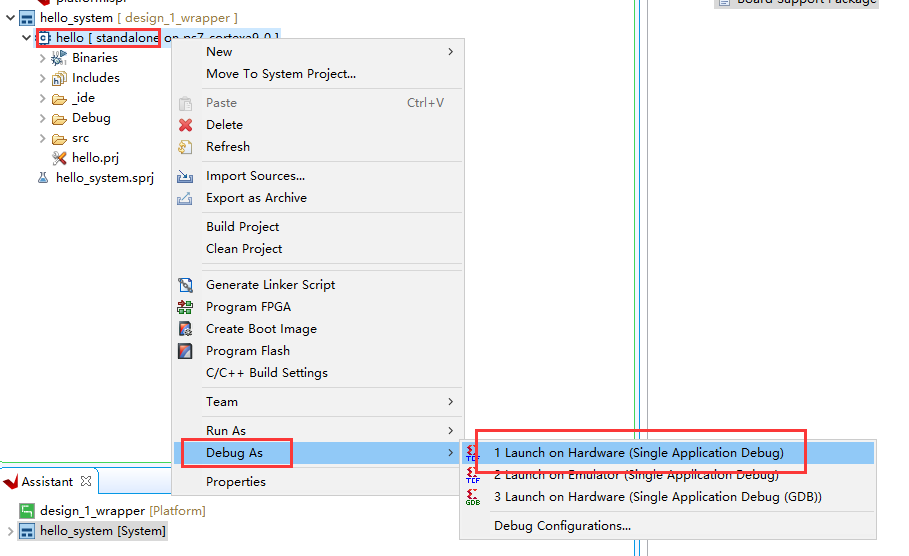 platform.spr
Board Support Package
hello_system [ design_1_wrapper ]
hello [ standalone on ps7_cortexa9_0 ]
Binaries
Includes
_ide
Debug
src
hello.prj
hello_system.sprj
New
Move To System Project...
Paste Ctrl+V
Delete
Refresh
Import Sources...
Export as Archive
Build Project
Clean Project
Generate Linker Script
Program FPGA
Create Boot Image
Program Flash
C/C++ Build Settings
Team
Run As
Debug As
Properties
1 Launch on Hardware (Single Application Debug)
2 Launch on Emulator (Single Application Debug)
3 Launch on Hardware (Single Application Debug (GDB))
Debug Configurations...
Assistant
design_1_wrapper [Platform]
hello_system [System]